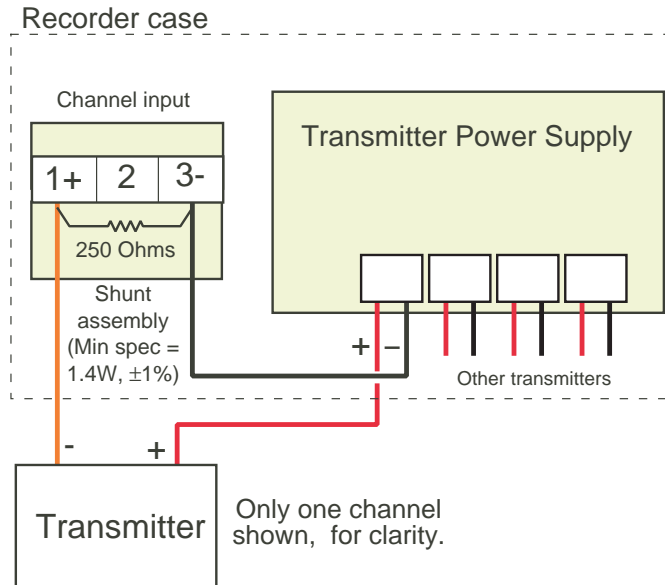 Recorder case
Channel input
1+ 2 3-
250 Ohms
Shunt
assembly
(Min spec =
1.4W, ±1%)
Transmitter Power Supply
+ –
Other transmitters
- +
Transmitter
Only one channel
shown, for clarity.